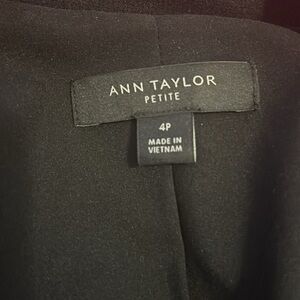 ANN TAYLOR
PETITE
4P
MADE IN
VIETNAM